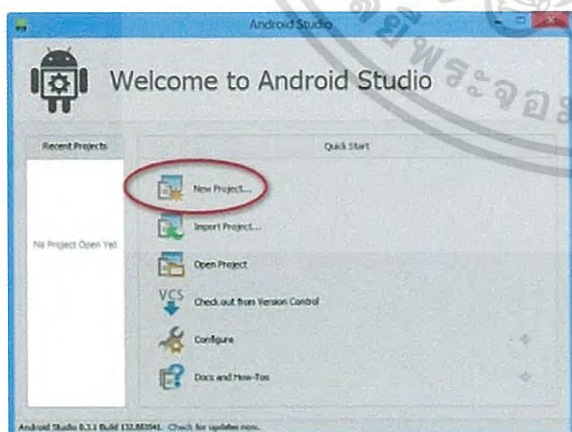 Android Studio
Welcome to Android Studio
Recent Projects
Quick Start
No Project Open Yet
New Project...
Import Project...
Open Project
VCS
Check out from Version Control
Configure
Docs and How-Tos
Check for updates now.